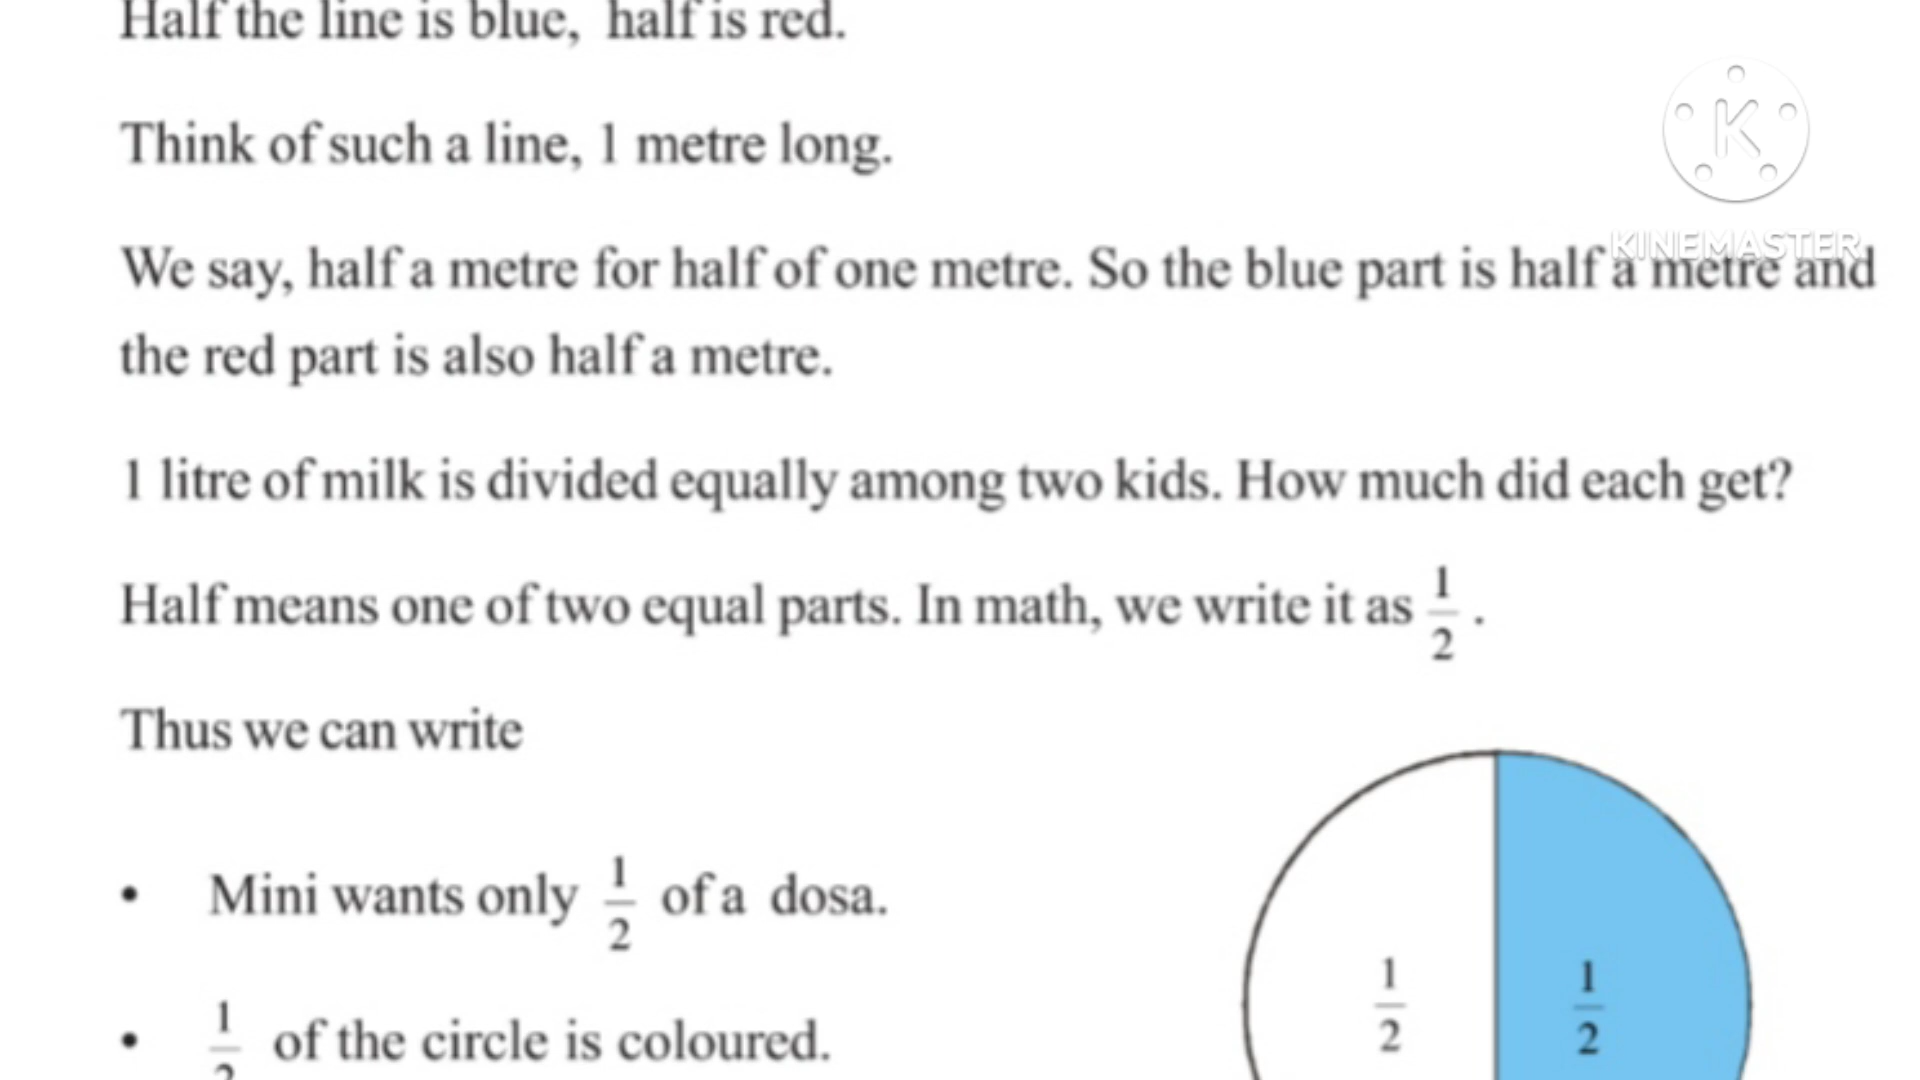 Half the line is blue, half is red.
Think of such a line, 1 metre long.
K
KINEMASTER
We say, half a metre for half of one metre. So the blue part is half a metre and
the red part is also half a metre.
1 litre of milk is divided equally among two kids. How much did each get?
Half means one of two equal parts. In math, we write it as 1/2 .
Thus we can write
• Mini wants only 1/2 of a dosa.
• 1/2 of the circle is coloured.
1/2 1/2